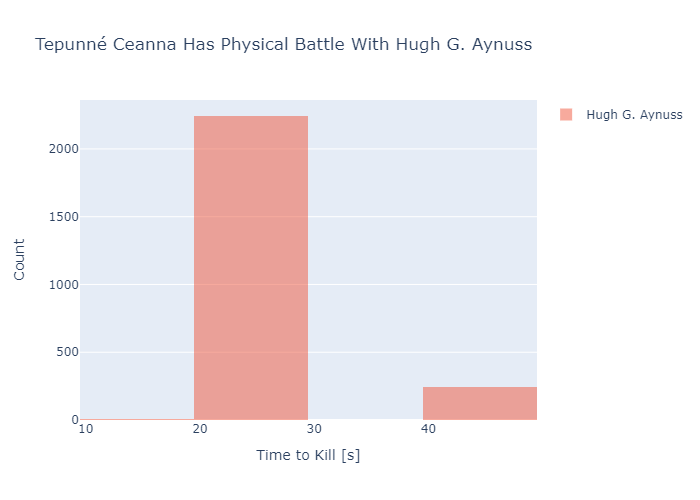 Tepunné Ceanna Has Physical Battle With Hugh G. Aynuss
Hugh G. Aynuss
2000
1500
1000
500
0
Count
10 20 30 40
Time to Kill [s]